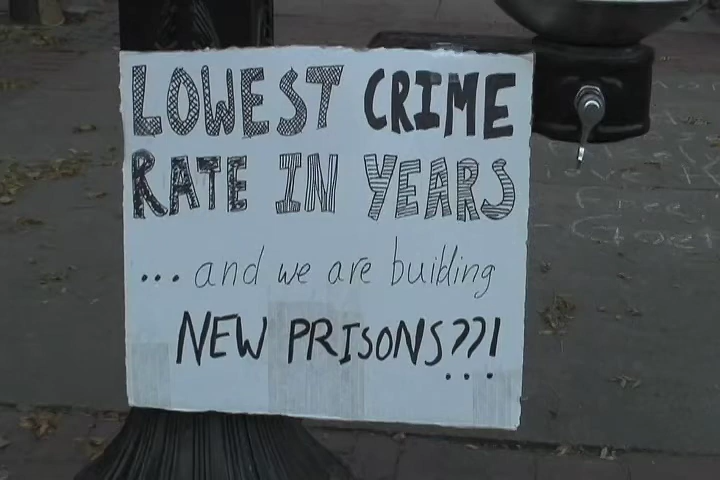 LOWEST CRIME
RATE IN YEARS
... and we are building
NEW PRISONS??!
...